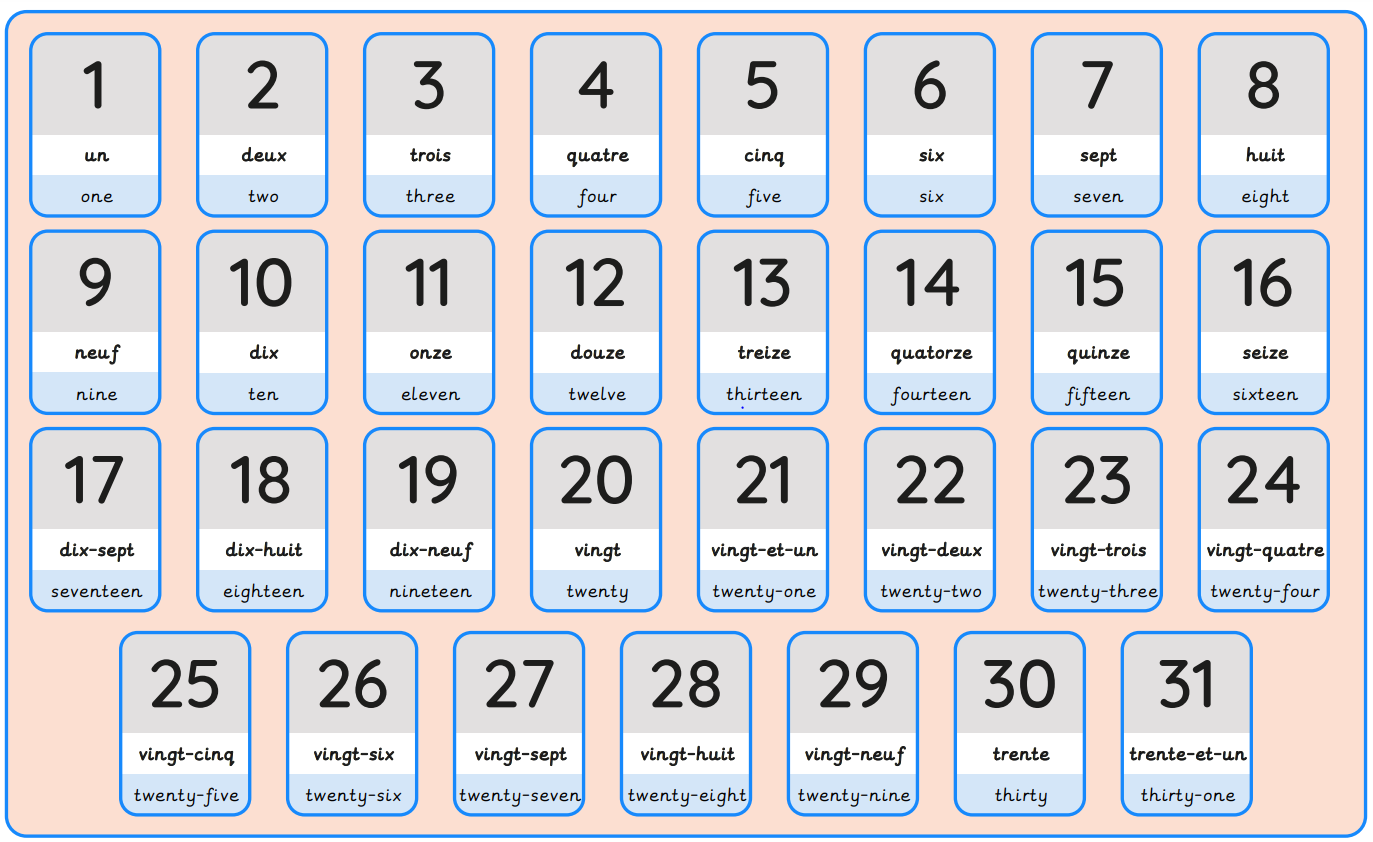 1 2 3 4 5 6 7 8
un deux trois quatre cinq six sept huit
one two three four five six seven eight
9 10 11 12 13 14 15 16
neuf dix onze douze treize quatorze quinze seize
nine ten eleven twelve thirteen fourteen fifteen sixteen
17 18 19 20 21 22 23 24
dix-sept dix-huit dix-neuf vingt vingt-et-un vingt-deux vingt-trois vingt-quatre
seventeen eighteen nineteen twenty twenty-one twenty-two twenty-three twenty-four
25 26 27 28 29 30 31
vingt-cinq vingt-six vingt-sept vingt-huit vingt-neuf trente trente-et-un
twenty-five twenty-six twenty-seven twenty-eight twenty-nine thirty thirty-one